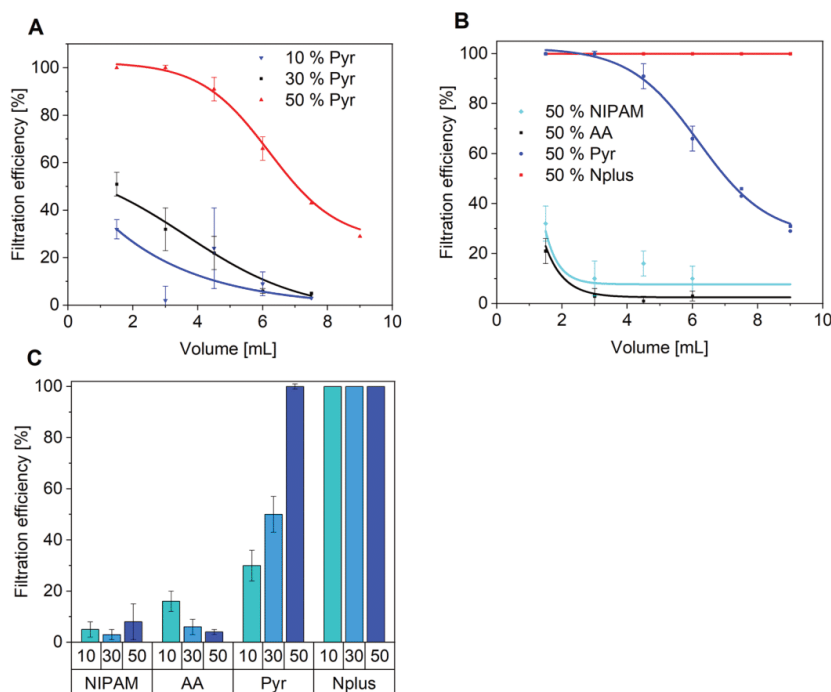 A
Filtration efficiency [%]
100
80
60
40
20
0
10 % Pyr
30 % Pyr
50 % Pyr
0 2 4 6 8 10
Volume [mL]
B
Filtration efficiency [%]
100
80
60
40
20
0
50 % NIPAM
50 % AA
50 % Pyr
50 % Nplus
0 2 4 6 8 10
Volume [mL]
C
Filtration efficiency [%]
100
80
60
40
20
0
10 30 50 10 30 50 10 30 50 10 30 50
NIPAM AA Pyr Nplus